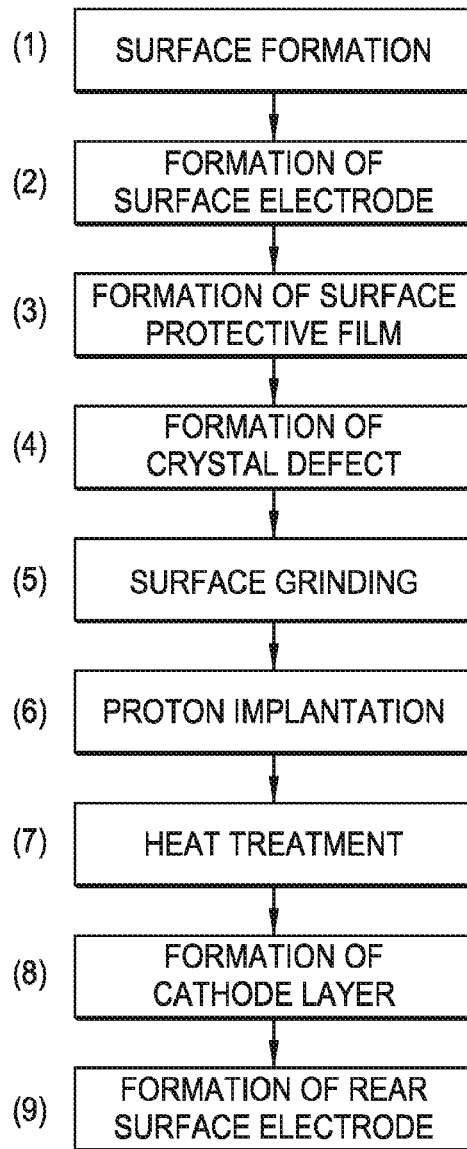 (1) SURFACE FORMATION
(2) FORMATION OF
SURFACE ELECTRODE
(3) FORMATION OF SURFACE
PROTECTIVE FILM
(4) FORMATION OF
CRYSTAL DEFECT
(5) SURFACE GRINDING
(6) PROTON IMPLANTATION
(7) HEAT TREATMENT
(8) FORMATION OF
CATHODE LAYER
(9) FORMATION OF REAR
SURFACE ELECTRODE